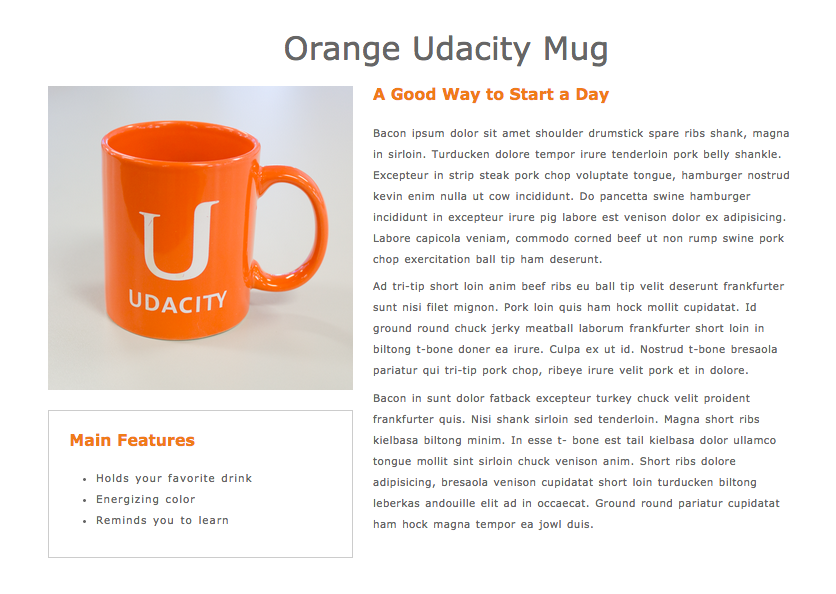 Orange Udacity Mug
U
UDACITY
Main Features
Holds your favorite drink
Energizing color
Reminds you to learn
A Good Way to Start a Day
Bacon ipsum dolor sit amet shoulder drumstick spare ribs shank, magna
in sirloin. Turducken dolore tempor irure tenderloin pork belly shankle.
Excepteur in strip steak pork chop voluptate tongue, hamburger nostrud
kevin enim nulla ut cow incididunt. Do pancetta swine hamburger
incididunt in excepteur irure pig labore est venison dolor ex adipisicing.
Labore capicola veniam, commodo corned beef ut non rump swine pork
chop exercitation ball tip ham deserunt.
Ad tri-tip short loin anim beef ribs eu ball tip velit deserunt frankfurter
sunt nisi filet mignon. Pork loin quis ham hock mollit cupidatat. Id
ground round chuck jerky meatball laborum frankfurter short loin in
biltong t-bone doner ea irure. Culpa ex ut id. Nostrud t-bone bresaola
pariatur qui tri-tip pork chop, ribeye irure velit pork et in dolore.
Bacon in sunt dolor fatback excepteur turkey chuck velit proident
frankfurter quis. Nisi shank sirloin sed tenderloin. Magna short ribs
kielbasa biltong minim. In esse t- bone est tail kielbasa dolor ullamco
tongue mollit sint sirloin chuck venison anim. Short ribs dolore
adipisicing, bresaola venison cupidatat short loin turducken biltong
leberkas andouille elit ad in occaecat. Ground round pariatur cupidatat
ham hock magna tempor ea jowl duis.